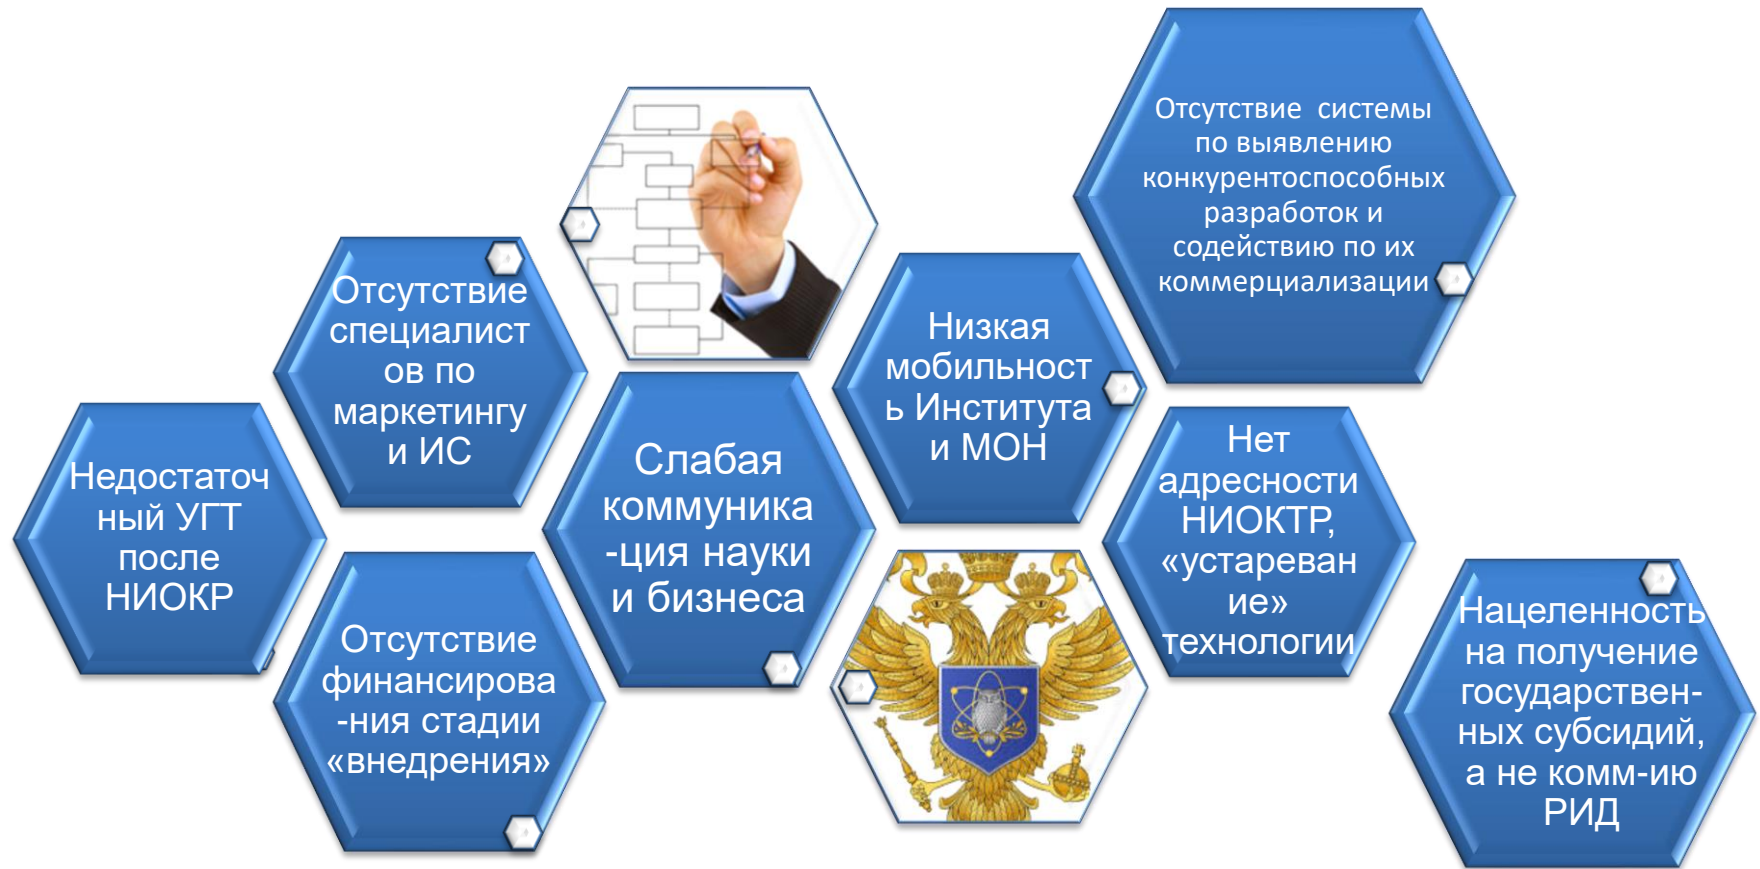 Недостаточ
ный УГТ
после
НИОКР
Отсутствие
специалист
ов по
маркетингу
и ИС
Отсутствие
финансирова
-ния стадии
«внедрения»
Слабая
коммуника
-ция науки
и бизнеса
Низкая
мобильност
ь Института
и МОН
Отсутствие системы
по выявлению
конкурентоспособных
разработок и
содействию по их
коммерциализации
Нет
адресности
НИОКТР,
«устареван
ие»
технологии
Нацеленность
на получение
государствен-
ных субсидий,
а не комм-ию
РИД